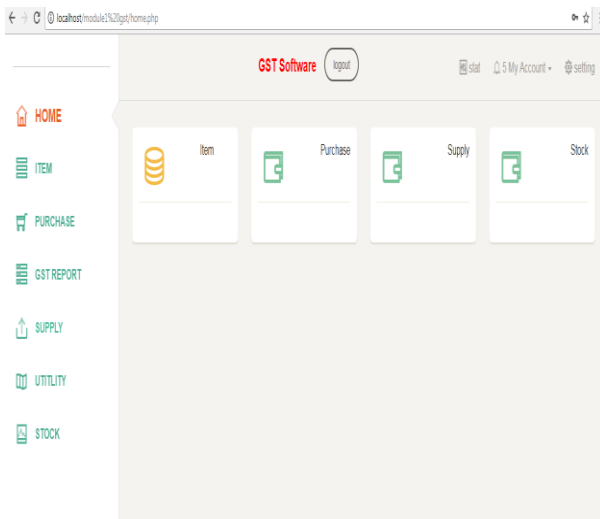 localhost/module1%20gst/home.php
GST Software logout stat 5 My Account setting
HOME
ITEM
PURCHASE
GST REPORT
SUPPLY
UTITLITY
STOCK
Item
Purchase
Supply
Stock